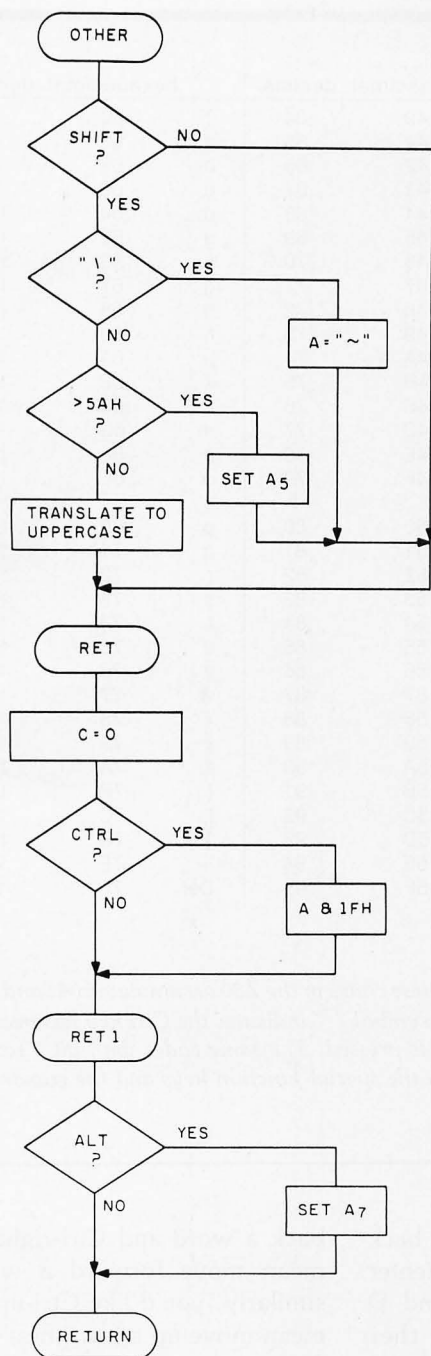 OTHER
SHIFT
?
NO
YES
"\"
?
YES
NO
A="~"
>5AH
?
YES
NO
SET A5
TRANSLATE TO
UPPERCASE
RET
C=0
CTRL
?
YES
NO
A & 1FH
RET 1
ALT
?
YES
NO
SET A7
RETURN